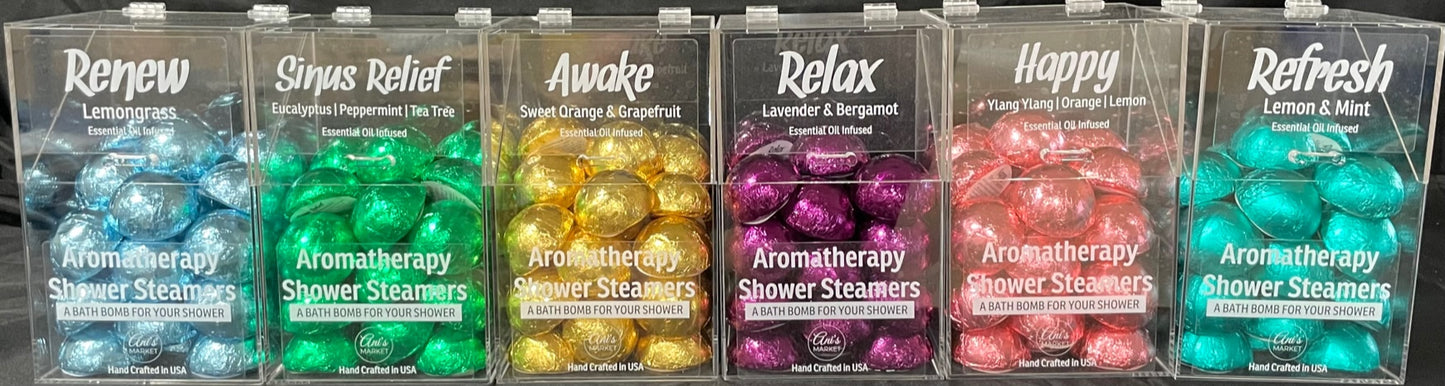 Renew
Lemongrass
Essential Oil Infused
Aromatherapy
Shower Steamers
A BATH BOMB FOR YOUR SHOWER
Ani's
MARKET
Hand Crafted in USA
Sinus Relief
Eucalyptus | Peppermint | Tea Tree
Essential Oil Infused
Aromatherapy
Shower Steamers
A BATH BOMB FOR YOUR SHOWER
Ani's
MARKET
Hand Crafted in USA
Awake
Sweet Orange & Grapefruit
Essential Oil Infused
Aromatherapy
Shower Steamers
A BATH BOMB FOR YOUR SHOWER
Ani's
MARKET
Hand Crafted in USA
Relax
Lavender & Bergamot
Essential Oil Infused
Aromatherapy
Shower Steamers
A BATH BOMB FOR YOUR SHOWER
Ani's
MARKET
Hand Crafted in USA
Happy
Ylang Ylang | Orange | Lemon
Essential Oil Infused
Aromatherapy
Shower Steamers
A BATH BOMB FOR YOUR SHOWER
Ani's
MARKET
Hand Crafted in USA
Refresh
Lemon & Mint
Essential Oil Infused
Aromatherapy
Shower Steamers
A BATH BOMB FOR YOUR SHOWER
Ani's
MARKET
Hand Crafted in USA